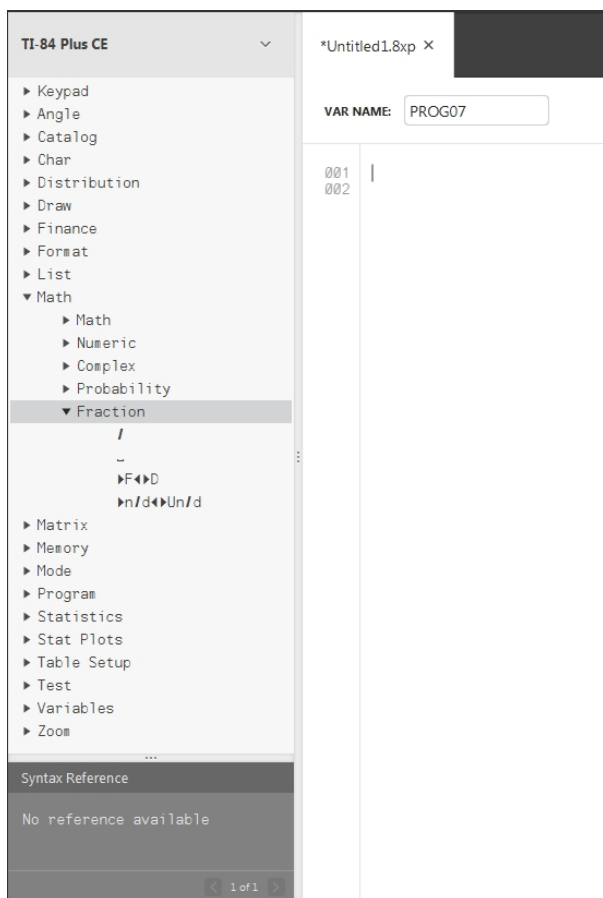 TI-84 Plus CE
*Untitled1.8xp ×
VAR NAME: PROG07
▶ Keypad
▶ Angle
▶ Catalog
▶ Char
▶ Distribution
▶ Draw
▶ Finance
▶ Format
▶ List
▼ Math
▶ Math
▶ Numeric
▶ Complex
▶ Probability
▼ Fraction
/
⎵
▶F◀▶D
▶n/d◀▶Un/d
▶ Matrix
▶ Memory
▶ Mode
▶ Program
▶ Statistics
▶ Stat Plots
▶ Table Setup
▶ Test
▶ Variables
▶ Zoom
001
002
Syntax Reference
No reference available
1 of 1